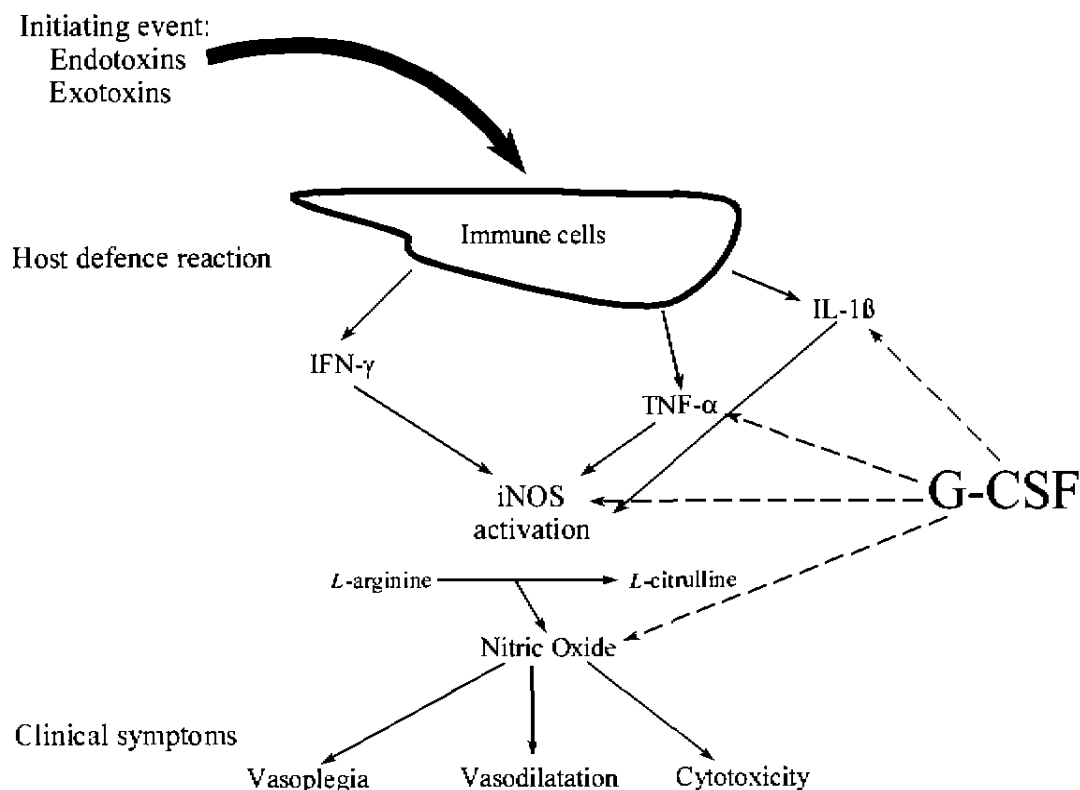 Initiating event:
Endotoxins
Exotoxins
Immune cells
Host defence reaction
IL-1ß
IFN-γ
TNF-α
G-CSF
iNOS
activation
L-arginine
L-citrulline
Nitric Oxide
Clinical symptoms
Vasoplegia
Vasodilatation
Cytotoxicity